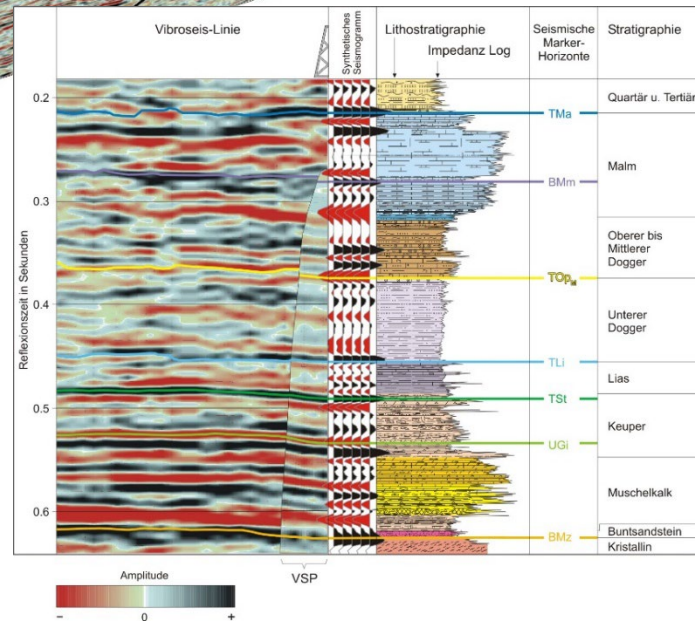 Vibroseis-Linie
Synthetisches
Seismogramm
Lithostratigraphie
Impedanz Log
Seismische
Marker-
Horizonte
Stratigraphie
Reflexionszeit in Sekunden
0.2
0.3
0.4
0.5
0.6
TMa
BMm
TOp
TLi
TSt
UGi
BMz
Quartär u. Tertiär
Malm
Oberer bis
Mittlerer
Dogger
Unterer
Dogger
Lias
Keuper
Muschelkalk
Buntsandstein
Kristallin
VSP
Amplitude
– 0 +